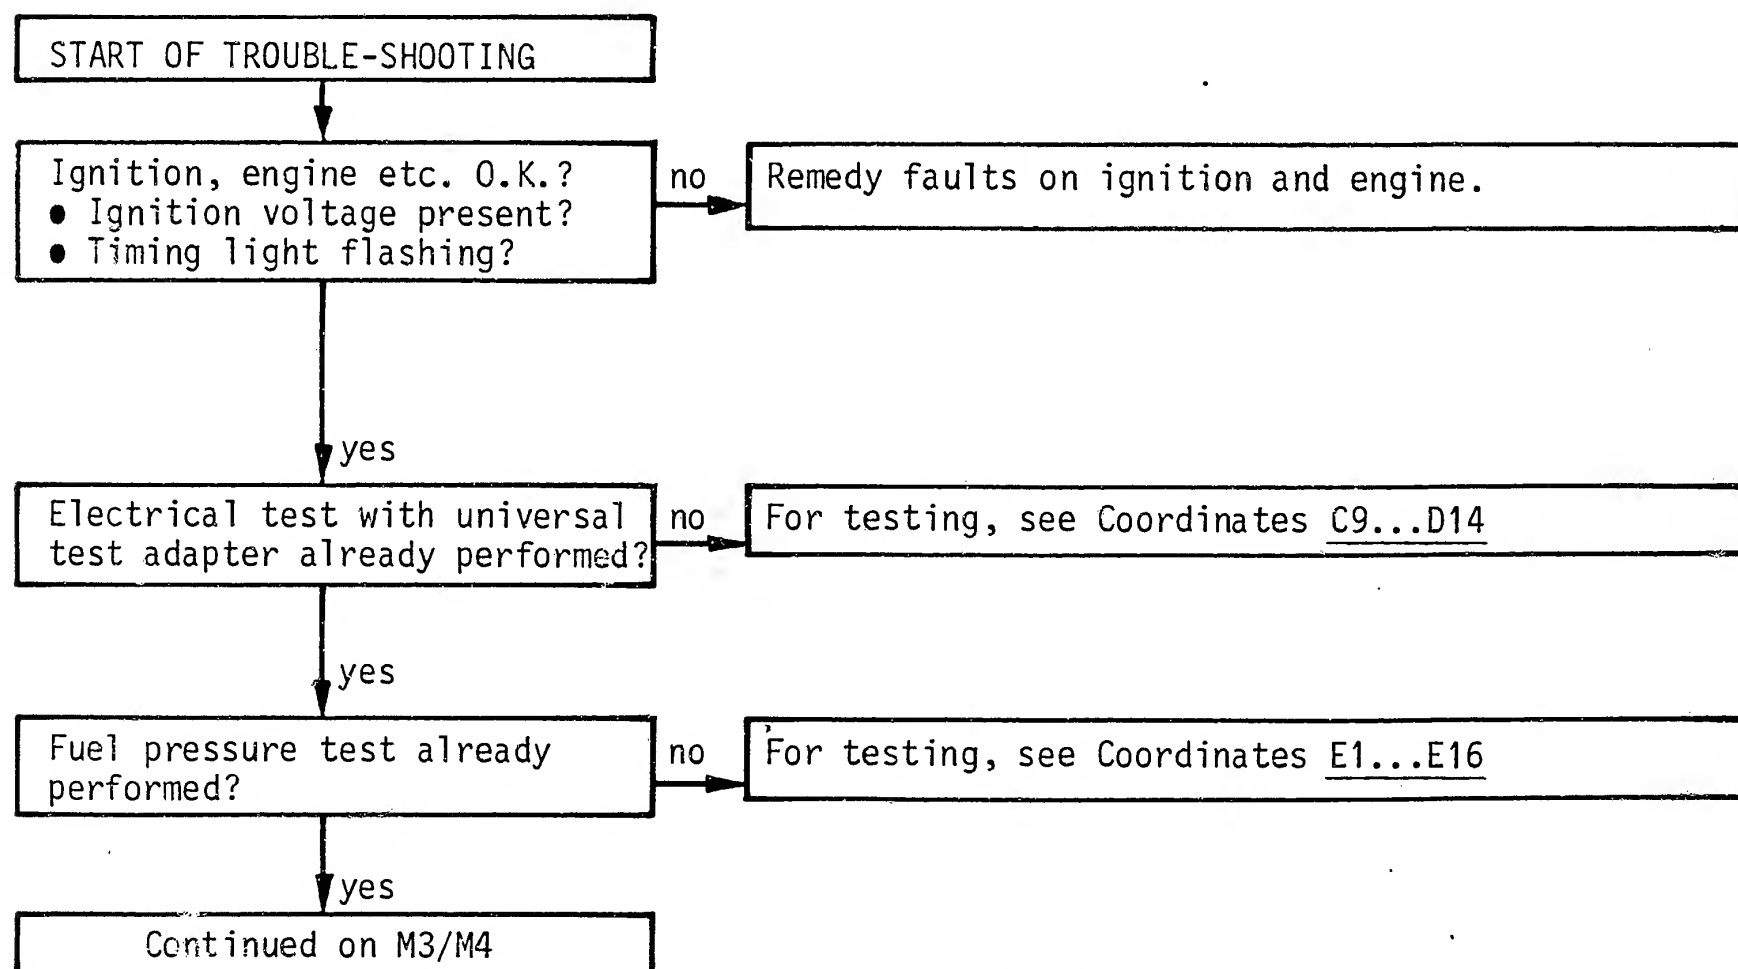 START OF TROUBLE-SHOOTING
Ignition, engine etc. O.K.?
● Ignition voltage present?
● Timing light flashing?
no
Remedy faults on ignition and engine.
yes
Electrical test with universal
test adapter already performed?
no
For testing, see Coordinates C9...D14
yes
Fuel pressure test already
performed?
no
For testing, see Coordinates E1...E16
yes
Continued on M3/M4